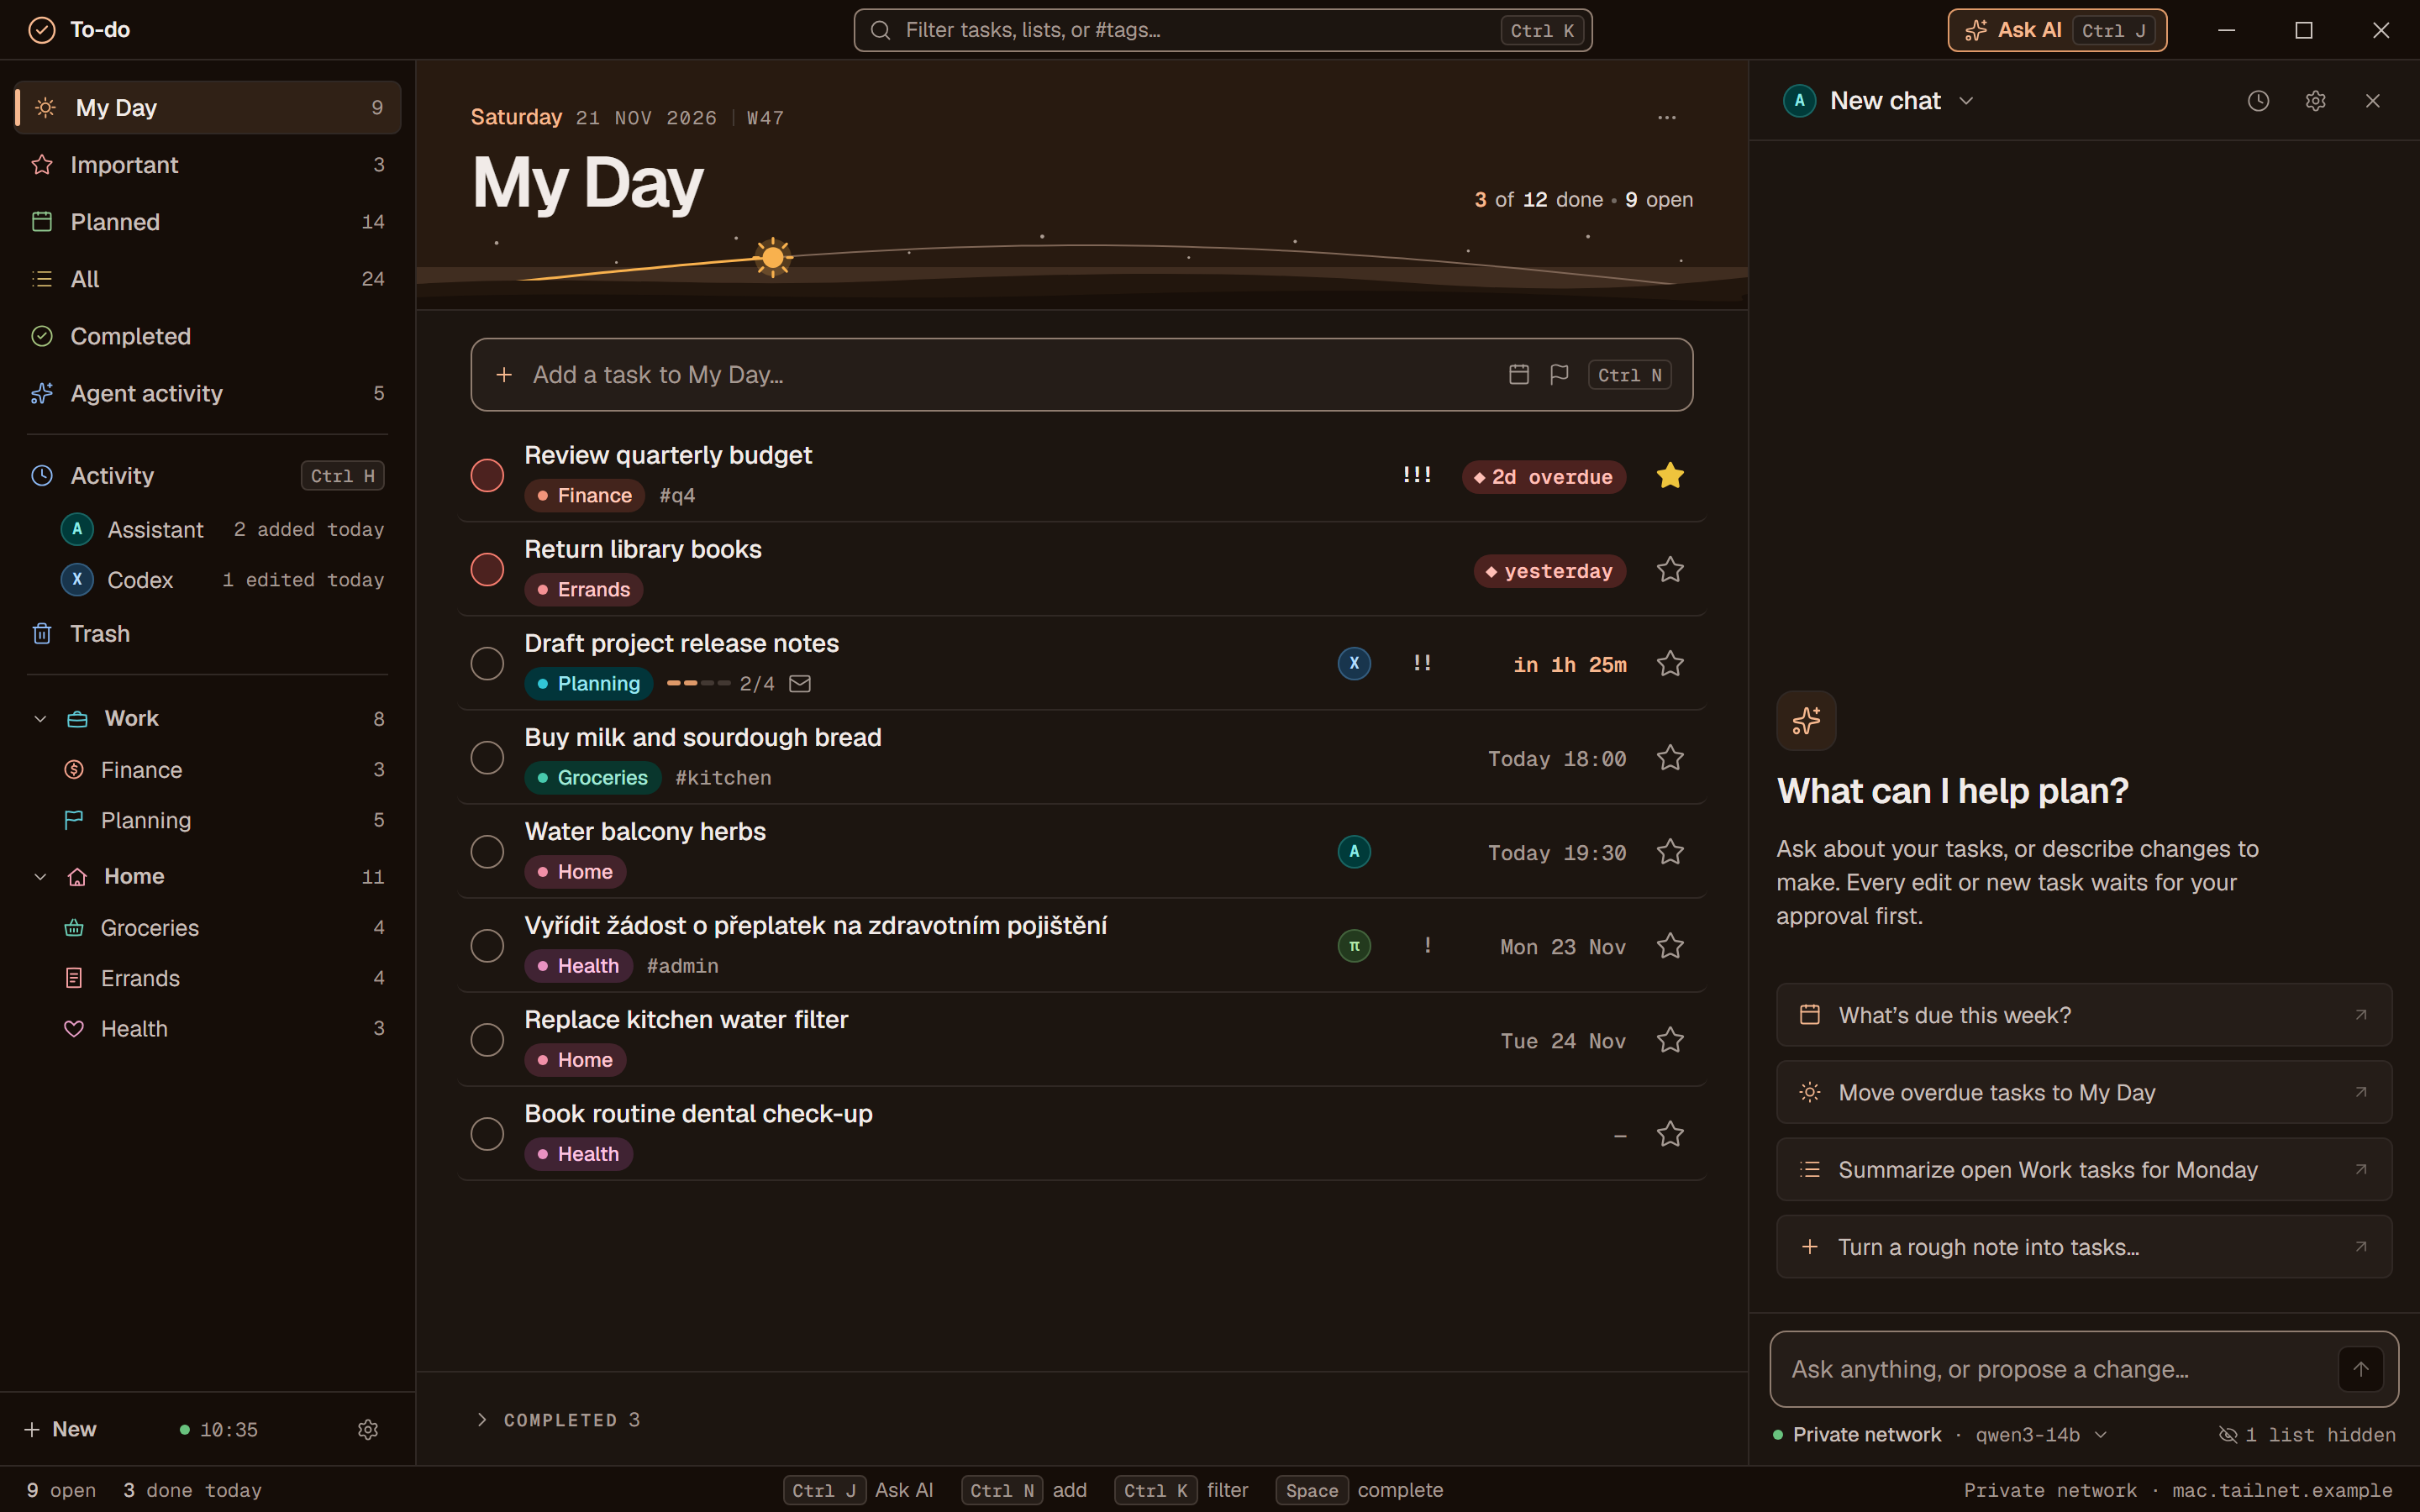 To-do
Filter tasks, lists, or #tags...
Ctrl K
Ask AI
Ctrl J
My Day
9
Important
3
Planned
14
All
24
Completed
Agent activity
5
Activity
Ctrl H
A
Assistant
2 added today
X
Codex
1 edited today
Trash
Work
8
Finance
3
Planning
5
Home
11
Groceries
4
Errands
4
Health
3
New
10:35
Saturday 21 NOV 2026 | W47
My Day
3 of 12 done • 9 open
Add a task to My Day...
Ctrl N
Review quarterly budget
Finance #q4
!!!
2d overdue
Return library books
Errands
yesterday
Draft project release notes
Planning 2/4
X
!!
in 1h 25m
Buy milk and sourdough bread
Groceries #kitchen
Today 18:00
Water balcony herbs
Home
A
Today 19:30
Vyřídit žádost o přeplatek na zdravotním pojištění
Health #admin
π
!
Mon 23 Nov
Replace kitchen water filter
Home
Tue 24 Nov
Book routine dental check-up
Health
–
COMPLETED 3
A
New chat
What can I help plan?
Ask about your tasks, or describe changes to
make. Every edit or new task waits for your
approval first.
What's due this week?
Move overdue tasks to My Day
Summarize open Work tasks for Monday
Turn a rough note into tasks...
Ask anything, or propose a change...
Private network · qwen3-14b
1 list hidden
9 open 3 done today
Ctrl J Ask AI Ctrl N add Ctrl K filter Space complete
Private network · mac.tailnet.example